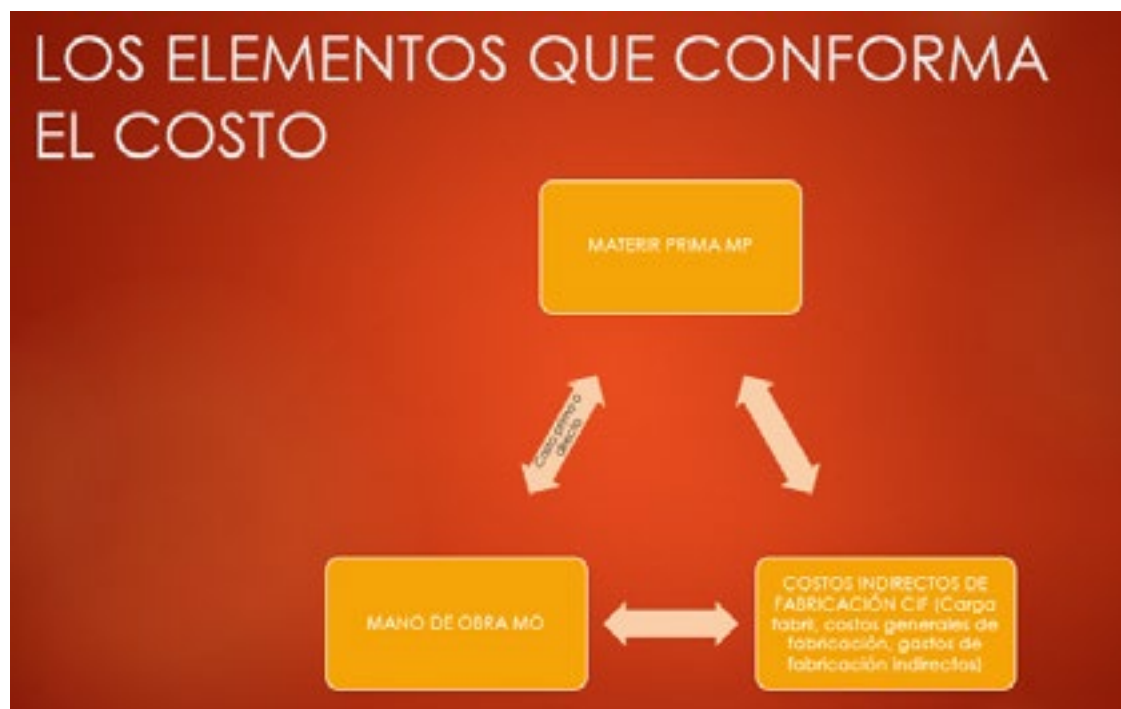 LOS ELEMENTOS QUE CONFORMA
EL COSTO
MATERIR PRIMA MP
Costo primo o
directo
MANO DE OBRA MO
COSTOS INDIRECTOS DE
FABRICACIÓN CIF (Carga
fabril, costos generales de
fabricación, gastos de
fabricación indirectos)